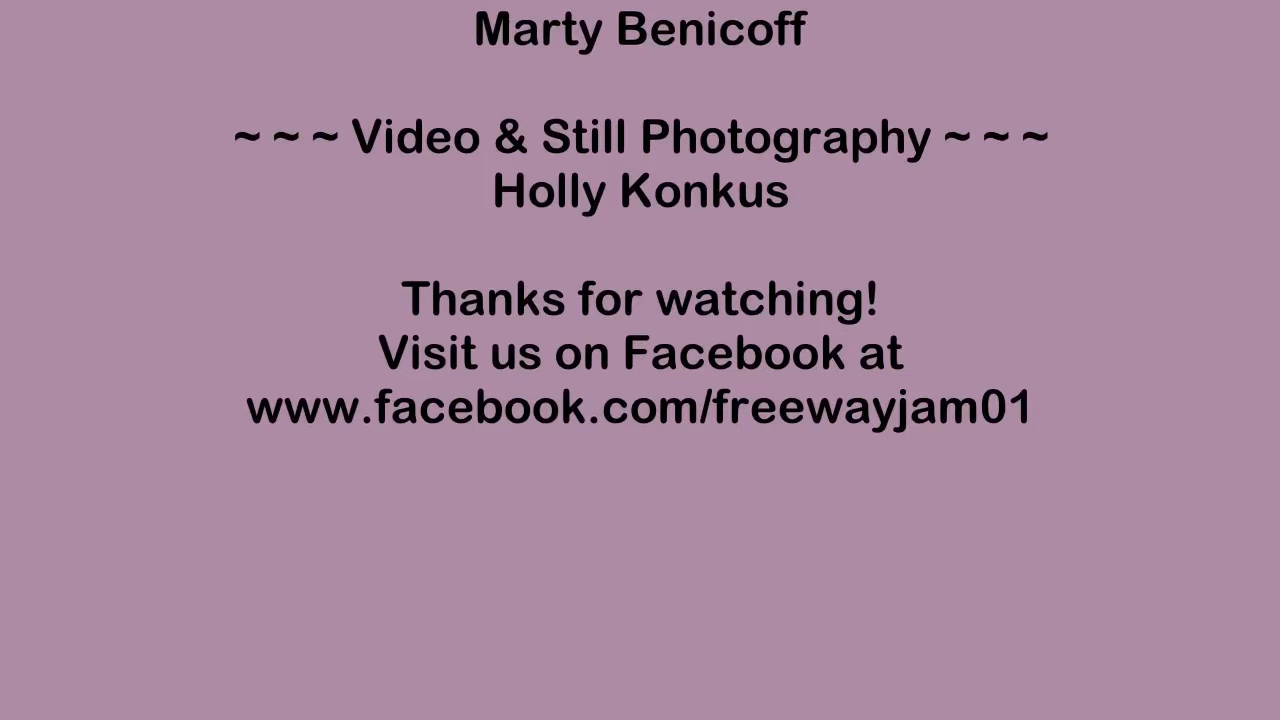 Marty Benicoff
~ ~ ~ Video & Still Photography ~ ~ ~
Holly Konkus
Thanks for watching!
Visit us on Facebook at
www.facebook.com/freewayjam01